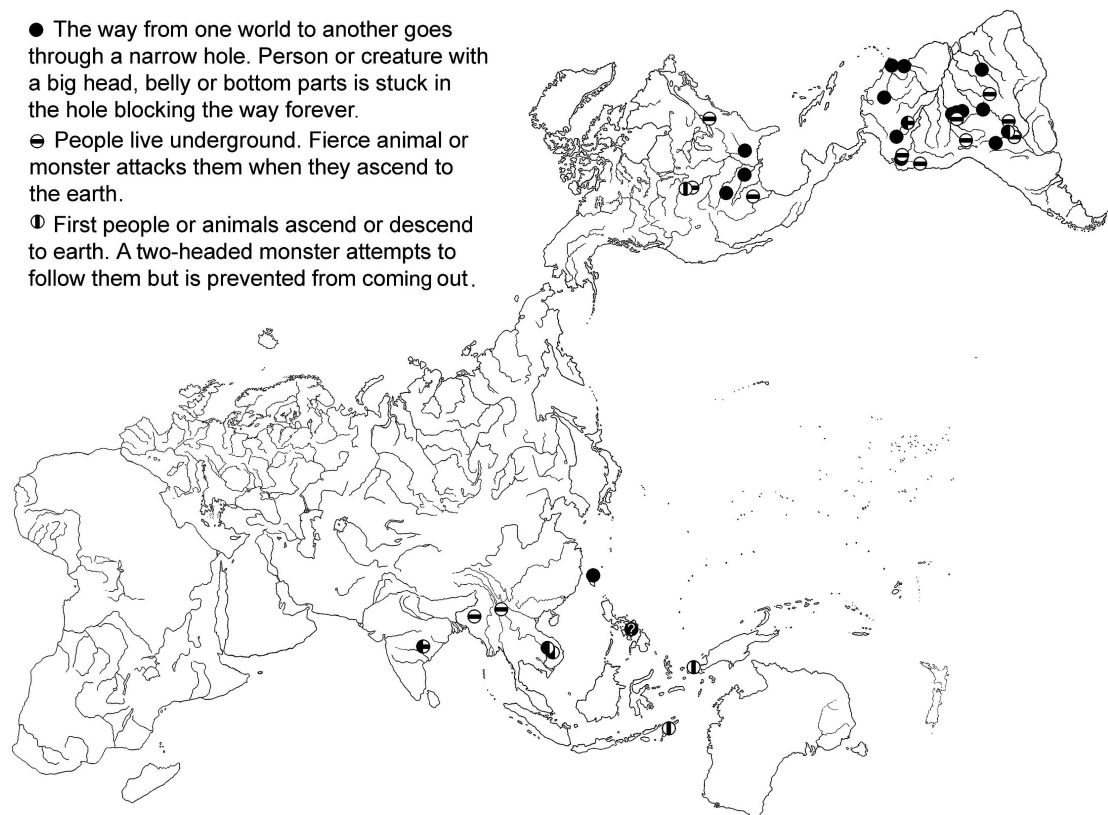 The way from one world to another goes
through a narrow hole. Person or creature with
a big head, belly or bottom parts is stuck in
the hole blocking the way forever.
People live underground. Fierce animal or
monster attacks them when they ascend to
the earth.
First people or animals ascend or descend
to earth. A two-headed monster attempts to
follow them but is prevented from coming out.
?